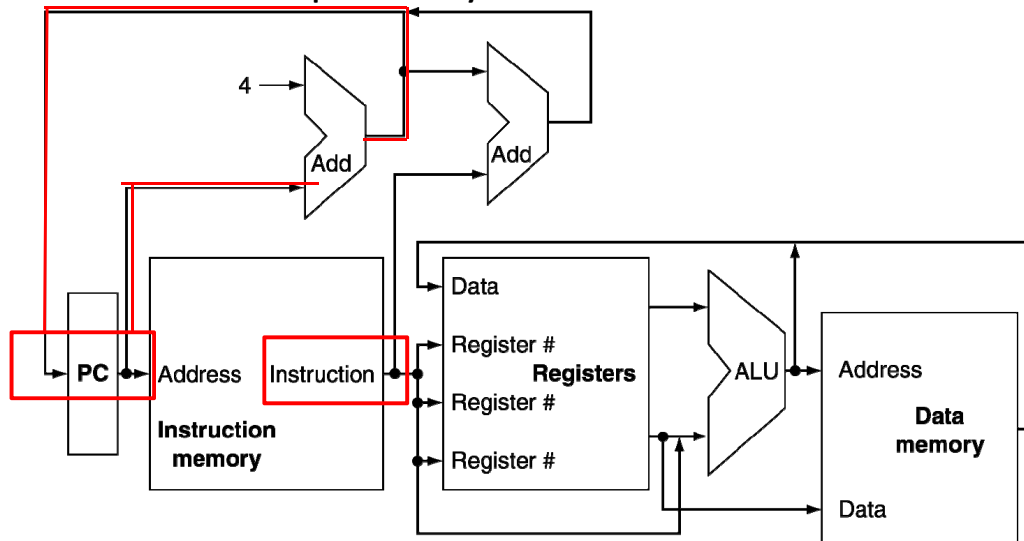 4
Add
Add
Data
Register #
PC
Address
Instruction
Registers
ALU
Address
Register #
Instruction
memory
Data
memory
Register #
Data